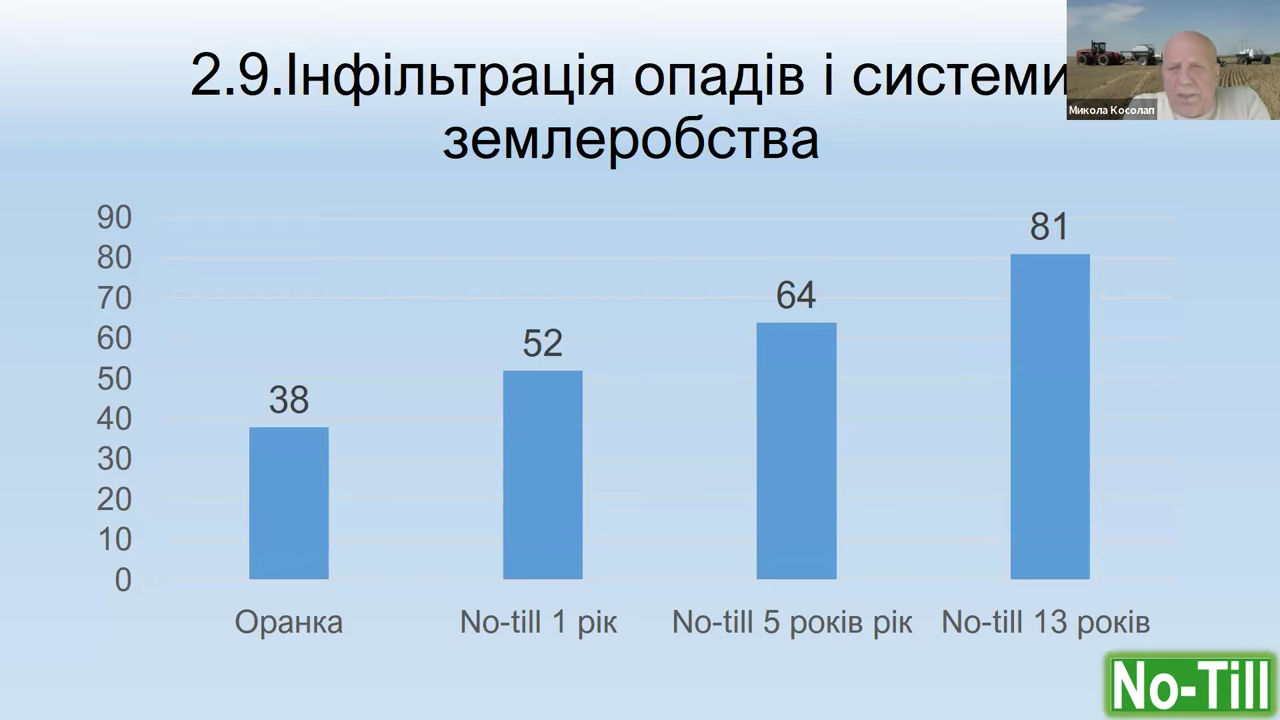 2.9.Інфільтрація опадів і системи
землеробства
Микола Косолап
90
80
70
60
50
40
30
20
10
0
38
52
64
81
Оранка
No-till 1 рік
No-till 5 років рік
No-till 13 років
No-Till